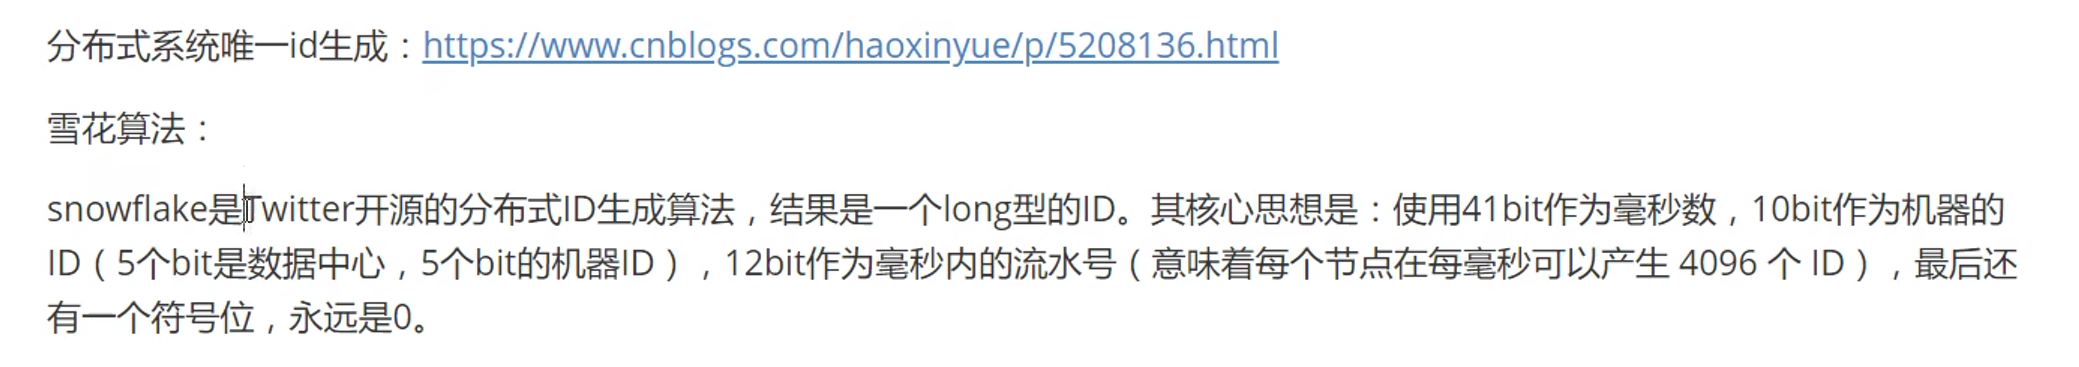 分布式系统唯一id生成：https://www.cnblogs.com/haoxinyue/p/5208136.html
雪花算法：
snowflake是Twitter开源的分布式ID生成算法，结果是一个long型的ID。其核心思想是：使用41bit作为毫秒数，10bit作为机器的
ID（5个bit是数据中心，5个bit的机器ID），12bit作为毫秒内的流水号（意味着每个节点在每毫秒可以产生 4096 个 ID），最后还
有一个符号位，永远是0。